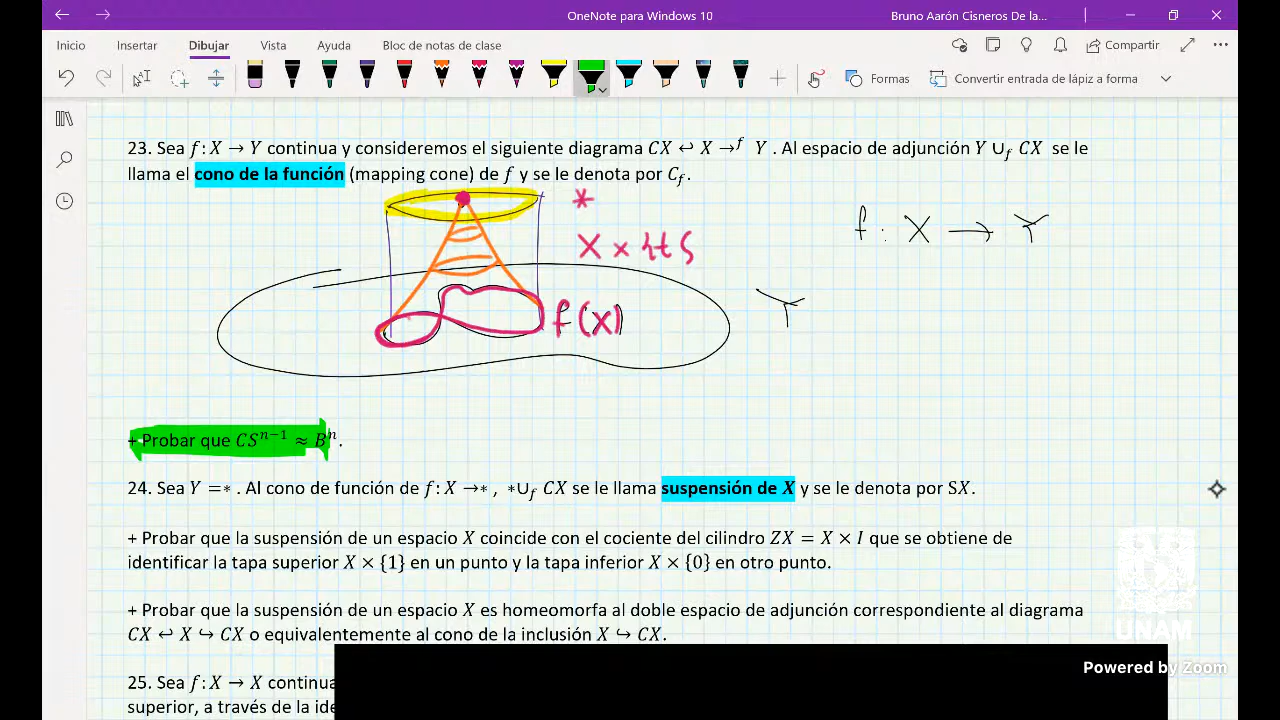 OneNote para Windows 10
Bruno Aarón Cisneros De la...
Inicio Insertar Dibujar Vista Ayuda Bloc de notas de clase Compartir
Formas Convertir entrada de lápiz a forma
23. Sea f: X → Y continua y consideremos el siguiente diagrama CX ↩ X →ᶠ Y . Al espacio de adjunción Y ∪_f CX se le
llama el cono de la función (mapping cone) de f y se le denota por C_f.
*
X × {t}
f : X → Y
Y
f(X)
+ Probar que CSⁿ⁻¹ ≈ Bⁿ.
24. Sea Y =∗ . Al cono de función de f: X →∗ , ∗∪_f CX se le llama suspensión de X y se le denota por SX.
+ Probar que la suspensión de un espacio X coincide con el cociente del cilindro ZX = X × I que se obtiene de
identificar la tapa superior X × {1} en un punto y la tapa inferior X × {0} en otro punto.
+ Probar que la suspensión de un espacio X es homeomorfa al doble espacio de adjunción correspondiente al diagrama
CX ↩ X ↪ CX o equivalentemente al cono de la inclusión X ↪ CX.
25. Sea f: X → X continua
superior, a través de la ide
UNAM
Powered by Zoom